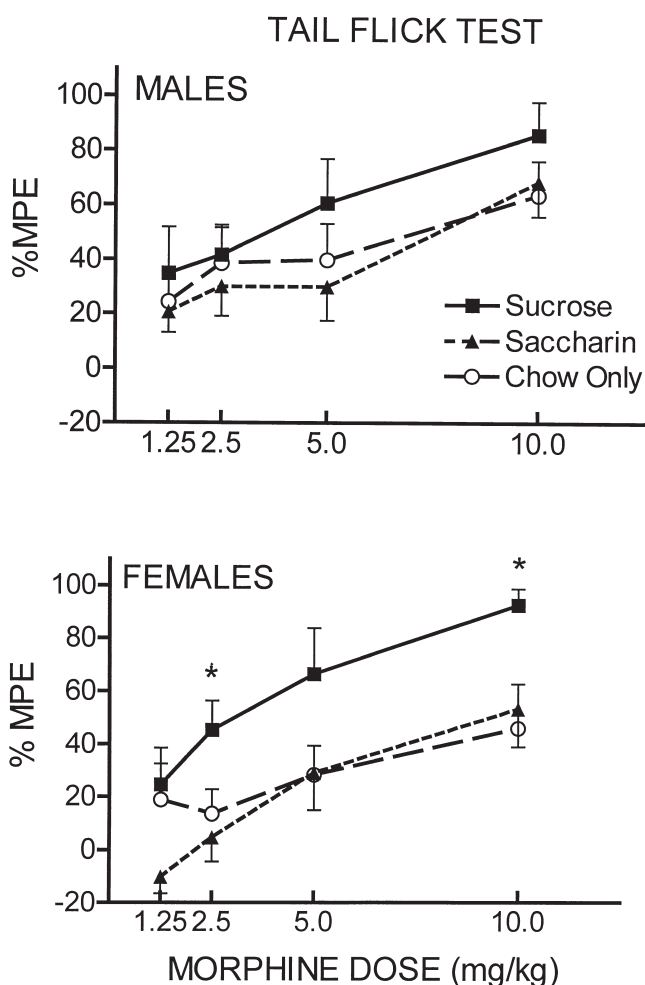 TAIL FLICK TEST
MALES
%MPE
100
80
60
40
20
0
-20
Sucrose
Saccharin
Chow Only
1.25 2.5 5.0 10.0
FEMALES
% MPE
100
80
60
40
20
0
-20
*
*
1.25 2.5 5.0 10.0
MORPHINE DOSE (mg/kg)